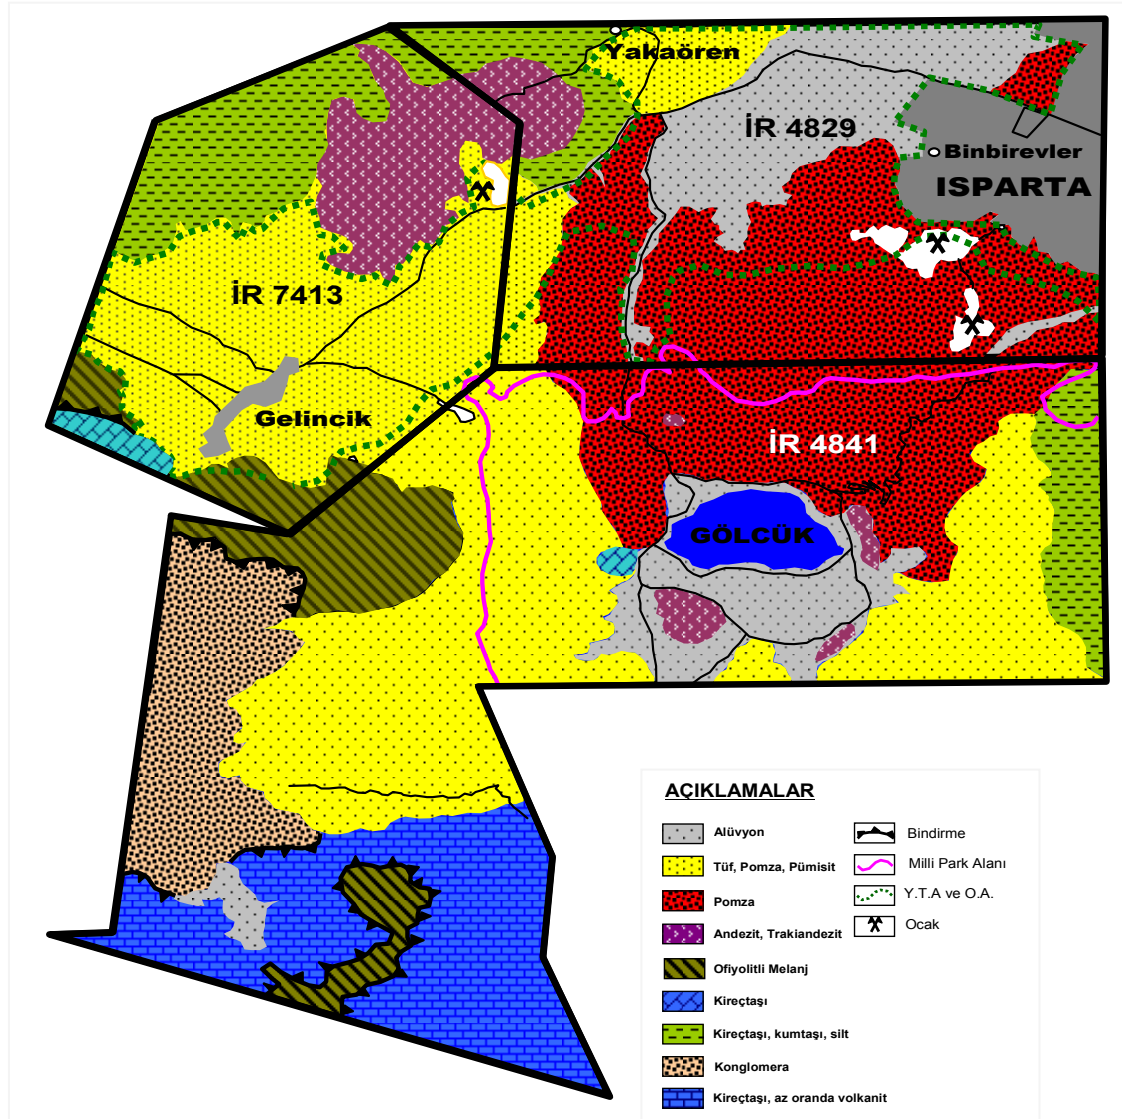 Yakaören
İR 4829
Binbirevler
ISPARTA
İR 7413
Gelincik
İR 4841
GÖLCÜK
AÇIKLAMALAR
Alüvyon
Bindirme
Tüf, Pomza, Pümisit
Milli Park Alanı
Pomza
Y.T.A ve O.A.
Andezit, Trakiandezit
Ocak
Ofiyolitli Melanj
Kireçtaşı
Kireçtaşı, kumtaşı, silt
Konglomera
Kireçtaşı, az oranda volkanit